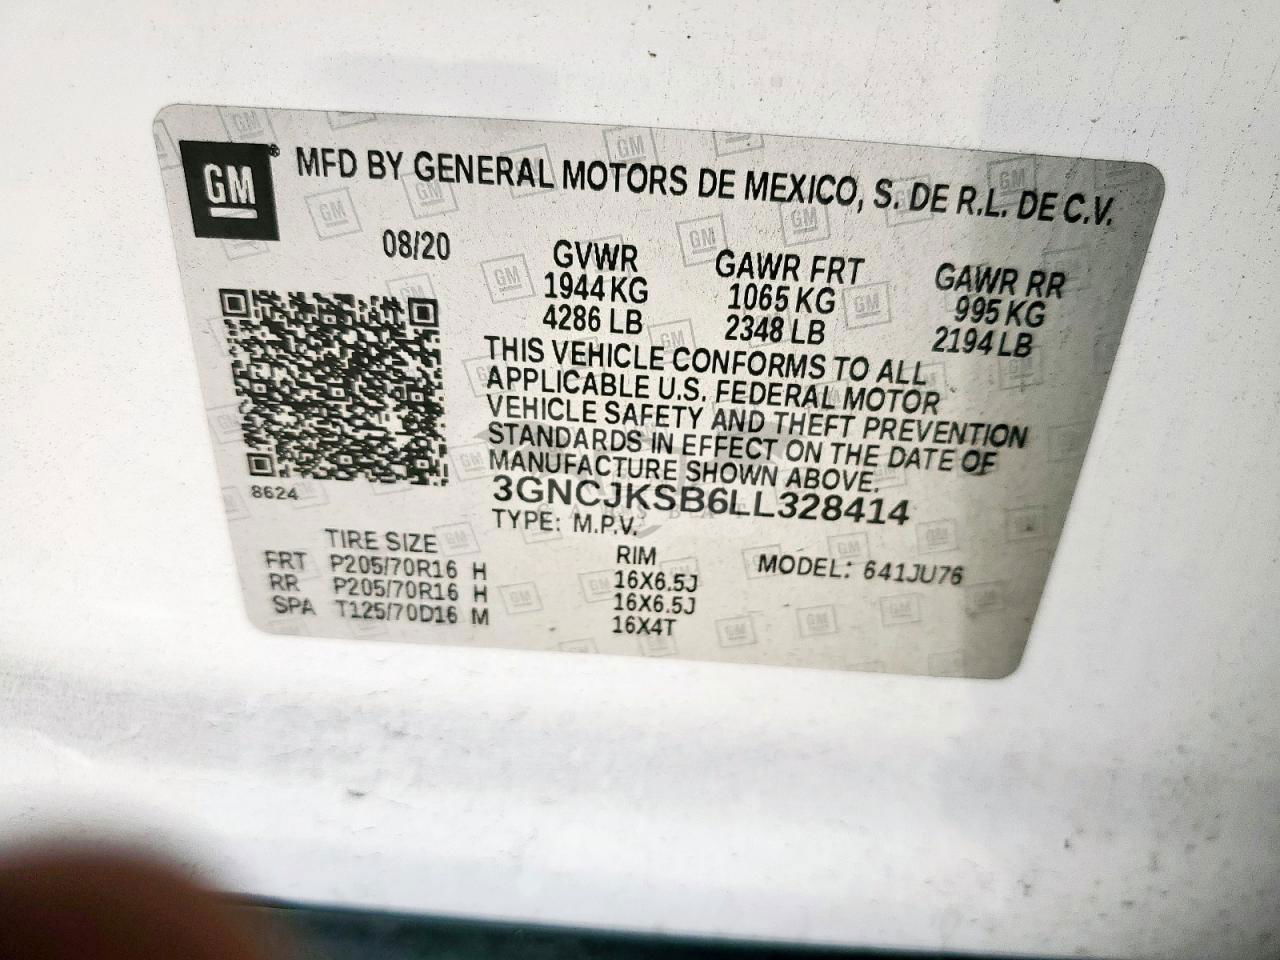 GM® MFD BY GENERAL MOTORS DE MEXICO, S. DE R.L. DE C.V.
08/20
GVWR GAWR FRT GAWR RR
1944 KG 1065 KG 995 KG
4286 LB 2348 LB 2194 LB
THIS VEHICLE CONFORMS TO ALL
APPLICABLE U.S. FEDERAL MOTOR
VEHICLE SAFETY AND THEFT PREVENTION
STANDARDS IN EFFECT ON THE DATE OF
MANUFACTURE SHOWN ABOVE.
8624
3GNCJKSB6LL328414
TYPE: M.P.V.
TIRE SIZE RIM MODEL: 641JU76
FRT P205/70R16 H 16X6.5J
RR P205/70R16 H 16X6.5J
SPA T125/70D16 M 16X4T